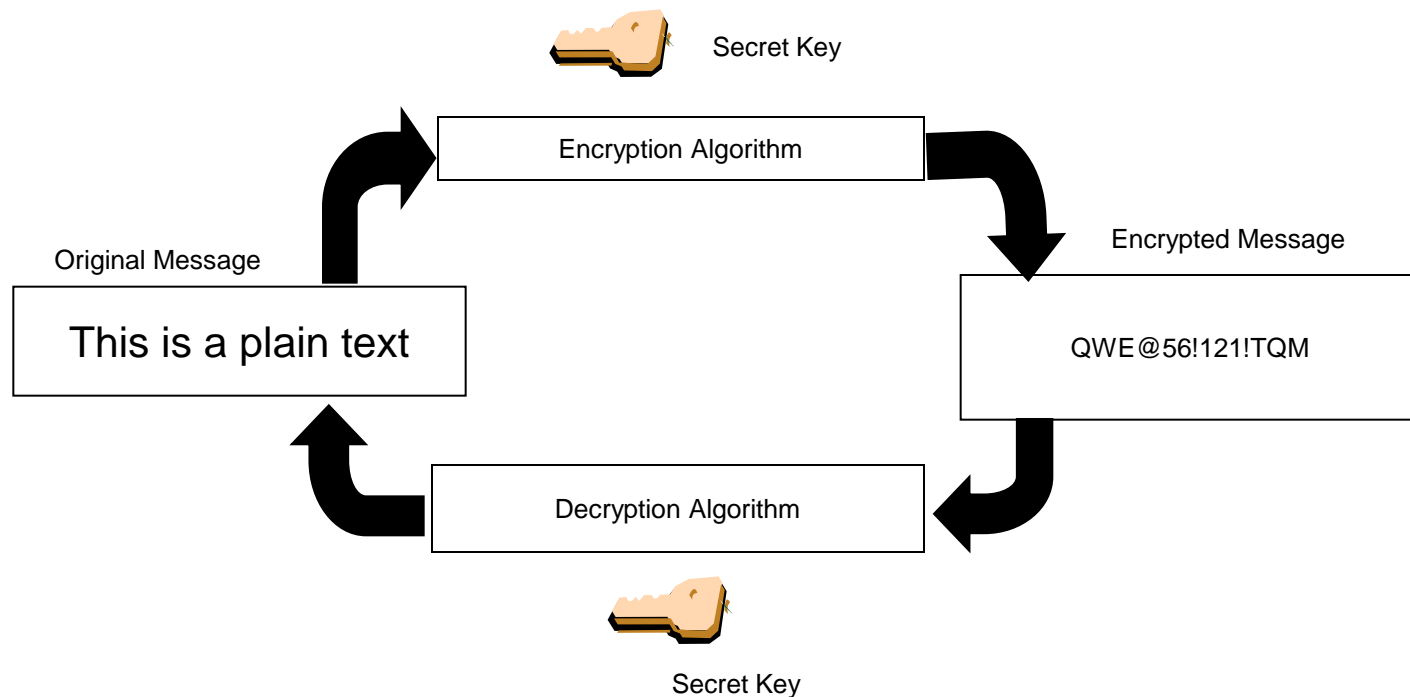 Secret Key
Encryption Algorithm
Original Message
Encrypted Message
This is a plain text
QWE@56!121!TQM
Decryption Algorithm
Secret Key